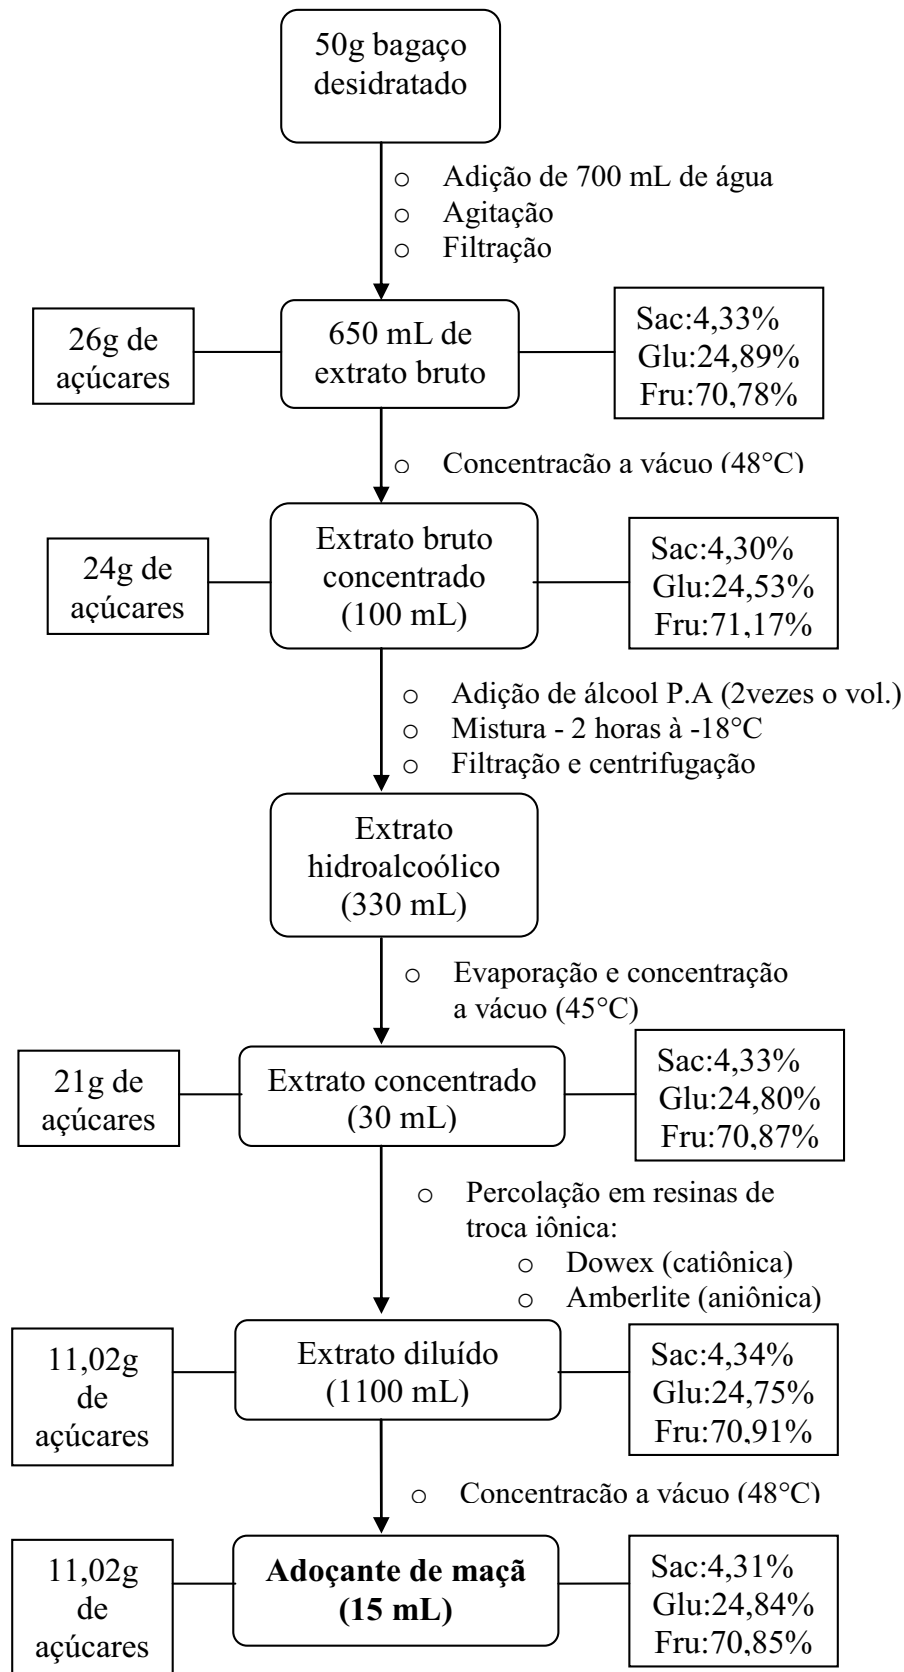 50g bagaço
desidratado
o Adição de 700 mL de água
o Agitação
o Filtração
26g de
açúcares
650 mL de
extrato bruto
Sac:4,33%
Glu:24,89%
Fru:70,78%
o Concentração a vácuo (48°C)
24g de
açúcares
Extrato bruto
concentrado
(100 mL)
Sac:4,30%
Glu:24,53%
Fru:71,17%
o Adição de álcool P.A (2vezes o vol.)
o Mistura - 2 horas à -18°C
o Filtração e centrifugação
Extrato
hidroalcoólico
(330 mL)
o Evaporação e concentração
a vácuo (45°C)
21g de
açúcares
Extrato concentrado
(30 mL)
Sac:4,33%
Glu:24,80%
Fru:70,87%
o Percolação em resinas de
troca iônica:
o Dowex (catiônica)
o Amberlite (aniônica)
11,02g
de
açúcares
Extrato diluído
(1100 mL)
Sac:4,34%
Glu:24,75%
Fru:70,91%
o Concentração a vácuo (48°C)
11,02g
de
açúcares
Adoçante de maçã
(15 mL)
Sac:4,31%
Glu:24,84%
Fru:70,85%